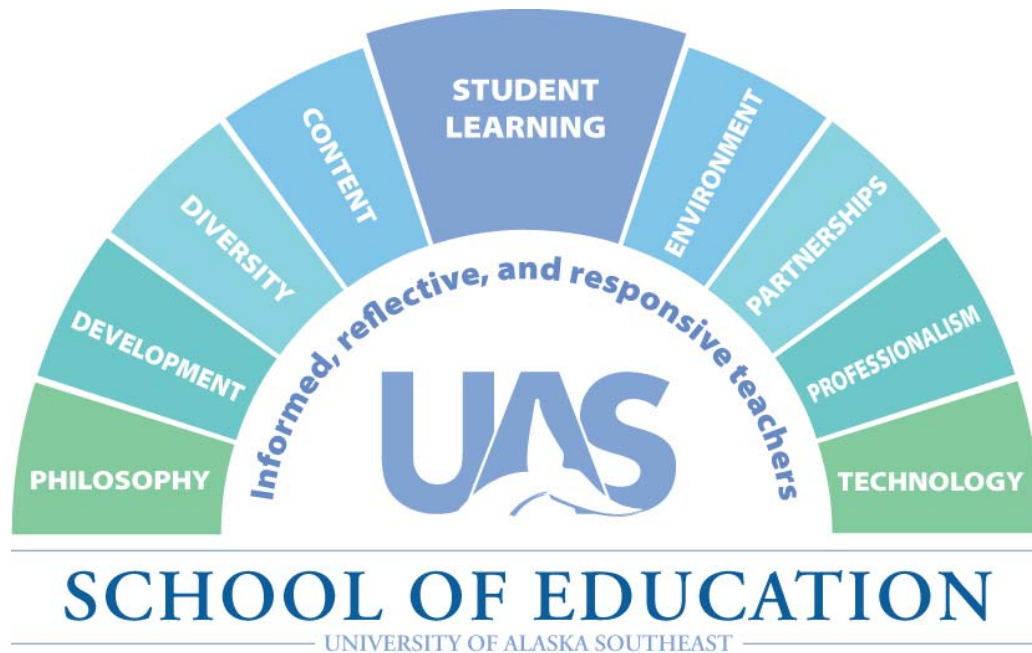 PHILOSOPHY
DEVELOPMENT
DIVERSITY
CONTENT
STUDENT
LEARNING
ENVIRONMENT
PARTNERSHIPS
PROFESSIONALISM
TECHNOLOGY
Informed, reflective, and responsive teachers
UAS
SCHOOL OF EDUCATION
UNIVERSITY OF ALASKA SOUTHEAST